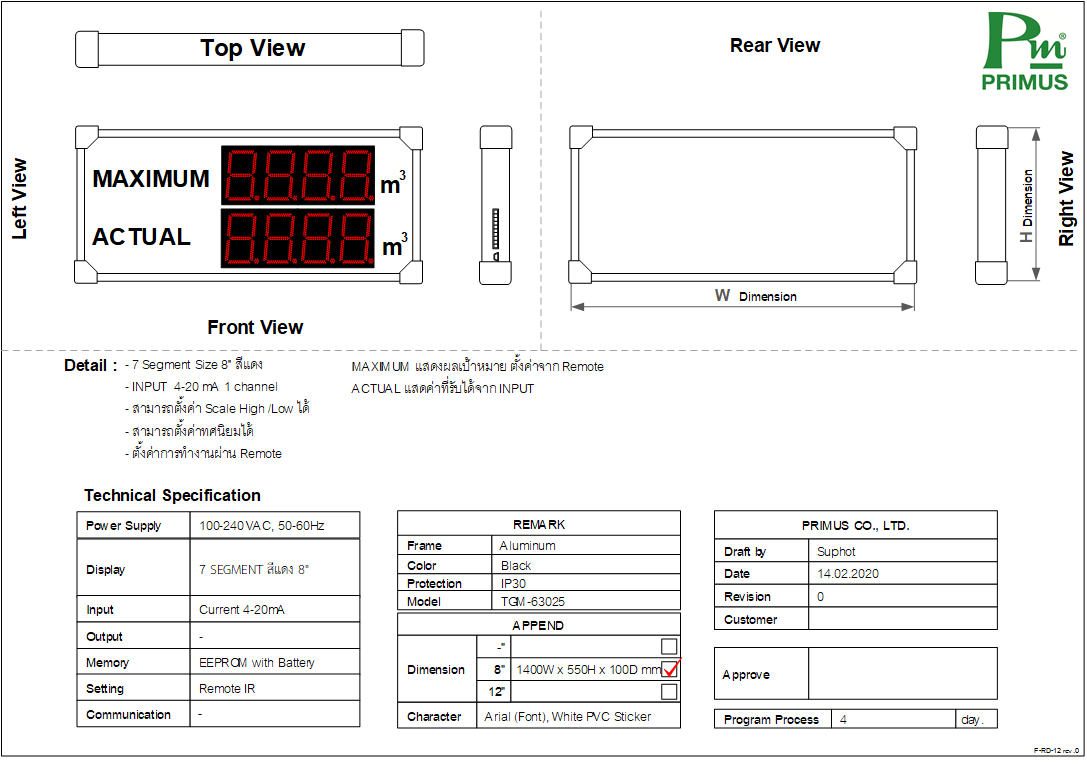 Top View
Rear View
Pm®
PRIMUS
Left View
MAXIMUM 8.8.8.8. m³
ACTUAL 8.8.8.8. m³
Front View
W Dimension
H Dimension
Right View
Detail : - 7 Segment Size 8" สีแดง
- INPUT 4-20 mA 1 channel
- สามารถตั้งค่า Scale High /Low ได้
- สามารถตั้งค่าทศนิยมได้
- ตั้งค่าการทำงานผ่าน Remote
MAXIMUM แสดงผลเป้าหมาย ตั้งค่าจาก Remote
ACTUAL แสดค่าที่รับได้จาก INPUT
Technical Specification
Power Supply 100-240VAC, 50-60Hz
Display 7 SEGMENT สีแดง 8"
Input Current 4-20mA
Output -
Memory EEPROM with Battery
Setting Remote IR
Communication -
REMARK
Frame Aluminum
Color Black
Protection IP30
Model TGM-63025
APPEND
Dimension
-"
8" 1400W x 550H x 100D mm
12"
Character Arial (Font), White PVC Sticker
PRIMUS CO., LTD.
Draft by Suphot
Date 14.02.2020
Revision 0
Customer
Approve
Program Process 4 day.
F-RD-12 rev.0